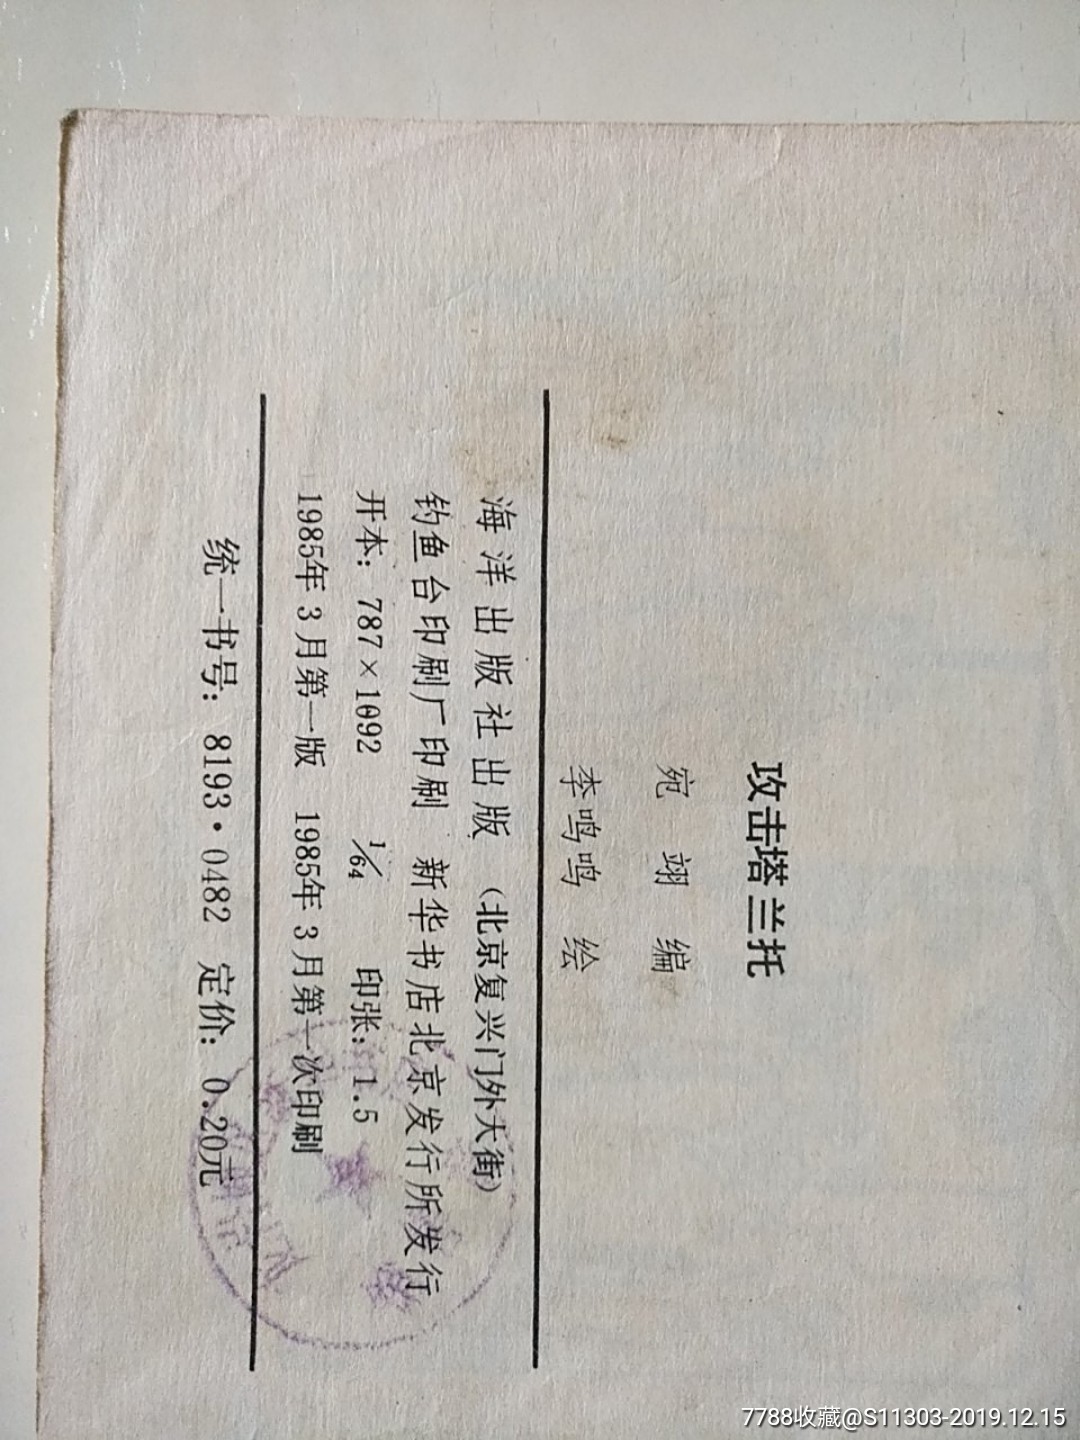 攻击塔兰托
宛翊 编
李鸣鸣 绘
海洋出版社出版 (北京复兴门外大街)
钓鱼台印刷厂印刷 新华书店北京发行所发行
开本: 787×1092 1/64 印张: 1.5
1985年3月第一版 1985年3月第一次印刷
统一书号: 8193·0482 定价: 0.20元
7788收藏@S11303-2019.12.15